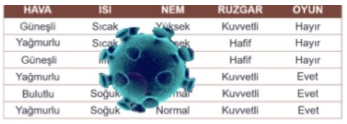 HAVA ISI NEM RÜZGAR OYUN
Güneşli Sıcak Yüksek Kuvvetli Hayır
Yağmurlu Hafif Hayır
Güneşli Hafif Hayır
Yağmurlu Kuvvetli Evet
Bulutlu Soğuk Kuvvetli Evet
Yağmurlu Soğuk Normal Kuvvetli Evet